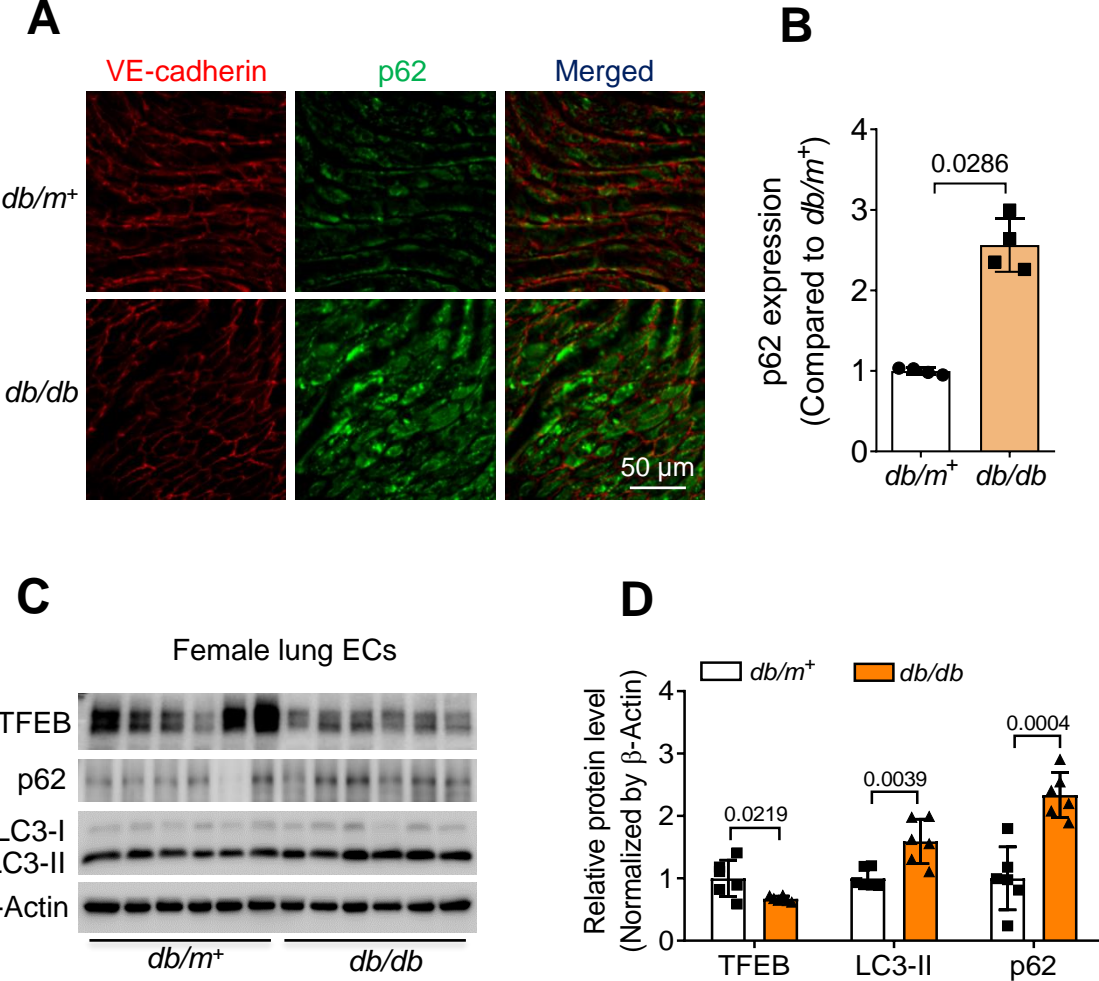 A
VE-cadherin p62 Merged
db/m+
db/db
50 µm
B
p62 expression
(Compared to db/m+)
4
3
2
1
0
0.0286
db/m+ db/db
C
Female lung ECs
TFEB
p62
LC3-I
LC3-II
-Actin
db/m+ db/db
D
db/m+ db/db
Relative protein level
(Normalized by β-Actin)
4
3
2
1
0
0.0219
0.0039
0.0004
TFEB LC3-II p62